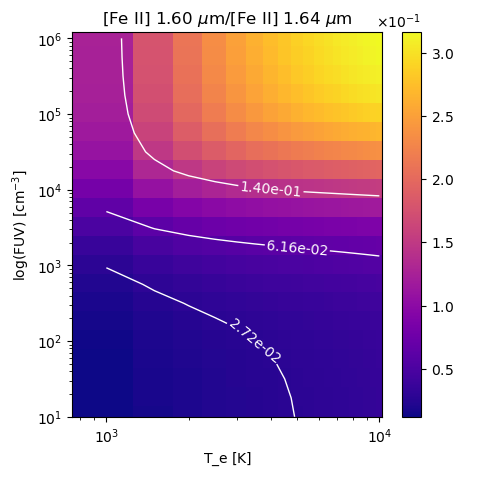 [Fe II] 1.60 μm/[Fe II] 1.64 μm
×10⁻¹
10⁶
10⁵
10⁴
10³
10²
10¹
log(FUV) [cm⁻³]
1.40e-01
6.16e-02
2.72e-02
10³
10⁴
T_e [K]
3.0
2.5
2.0
1.5
1.0
0.5